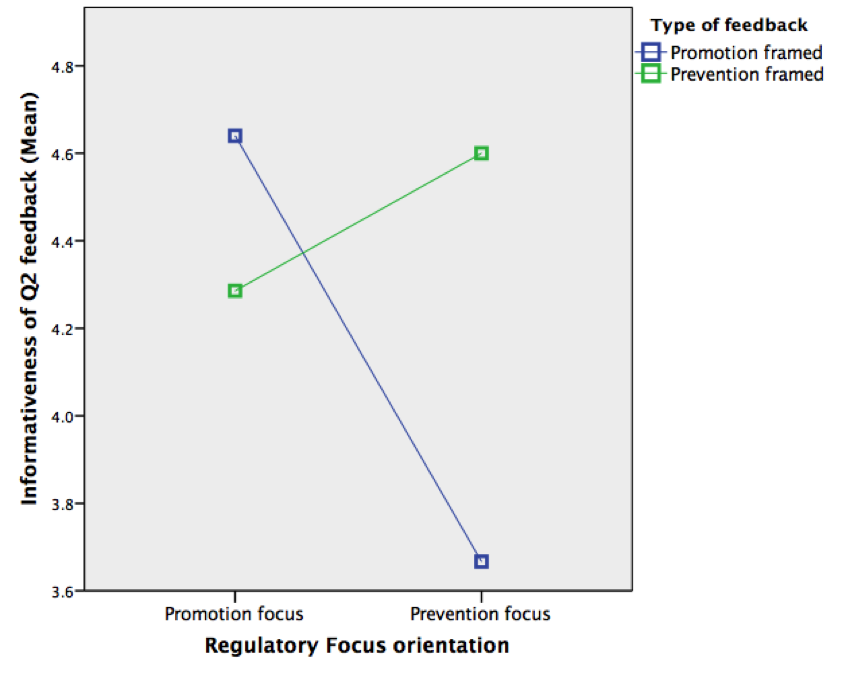 Type of feedback
Promotion framed
Prevention framed
Informativeness of Q2 feedback (Mean)
4.8
4.6
4.4
4.2
4.0
3.8
3.6
Promotion focus
Prevention focus
Regulatory Focus orientation